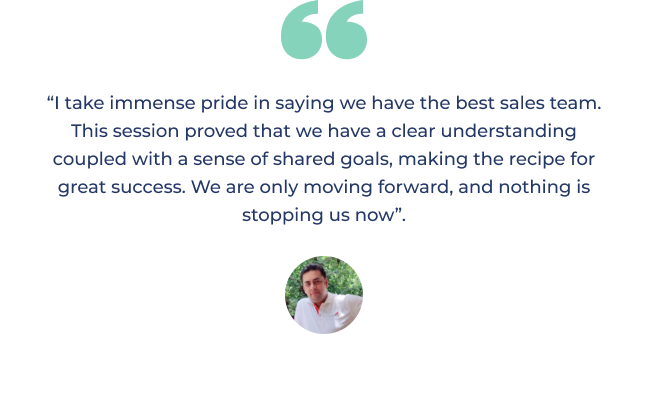 “I take immense pride in saying we have the best sales team.
This session proved that we have a clear understanding
coupled with a sense of shared goals, making the recipe for
great success. We are only moving forward, and nothing is
stopping us now”.